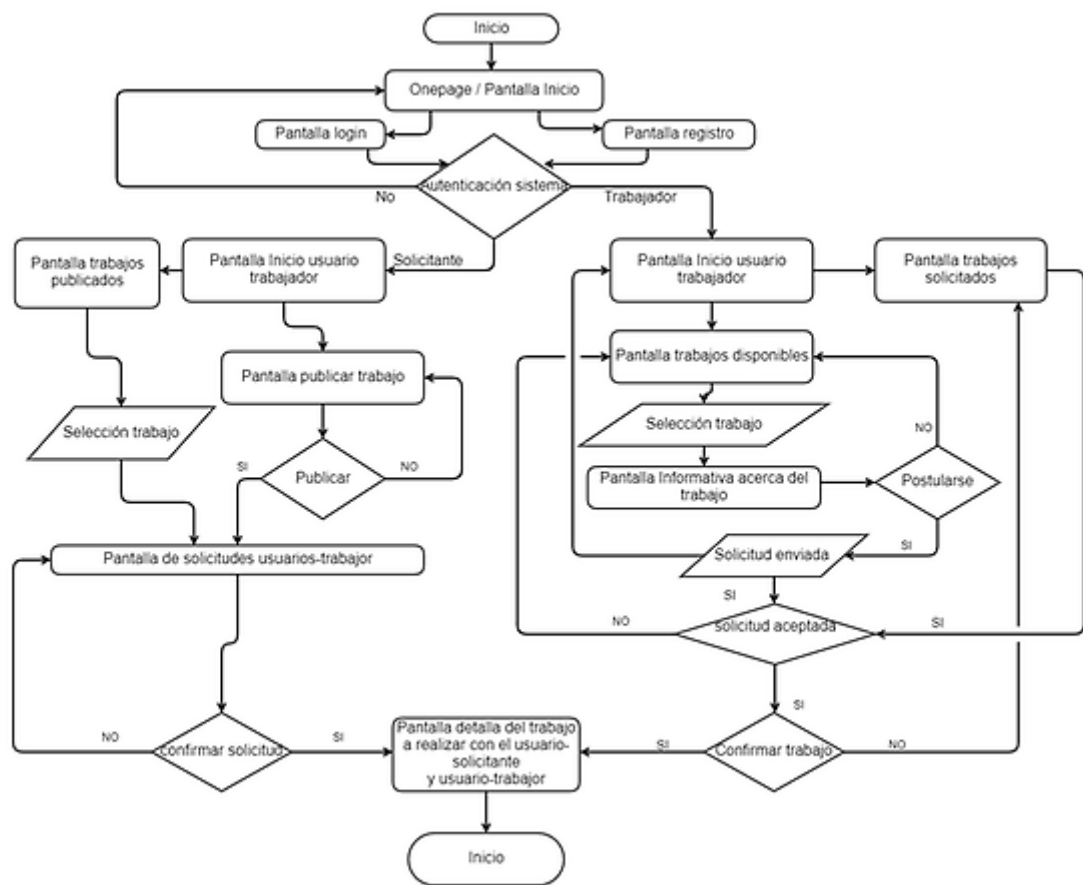 Inicio
Onepage / Pantalla Inicio
Pantalla login
Pantalla registro
Autenticación sistema
No
Trabajador
Solicitante
Pantalla trabajos
publicados
Pantalla Inicio usuario
trabajador
Pantalla Inicio usuario
trabajador
Pantalla trabajos
solicitados
Pantalla publicar trabajo
Pantalla trabajos disponibles
Selección trabajo
Selección trabajo
NO
SI
Publicar
NO
Pantalla Informativa acerca del
trabajo
Postularse
Pantalla de solicitudes usuarios-trabajor
Solicitud enviada
SI
SI
NO
solicitud aceptada
SI
SI
NO
confirmar solicitud
SI
Pantalla detalla del trabajo
a realizar con el usuario-
solicitante
y usuario-trabajor
SI
Confirmar trabajo
NO
Inicio